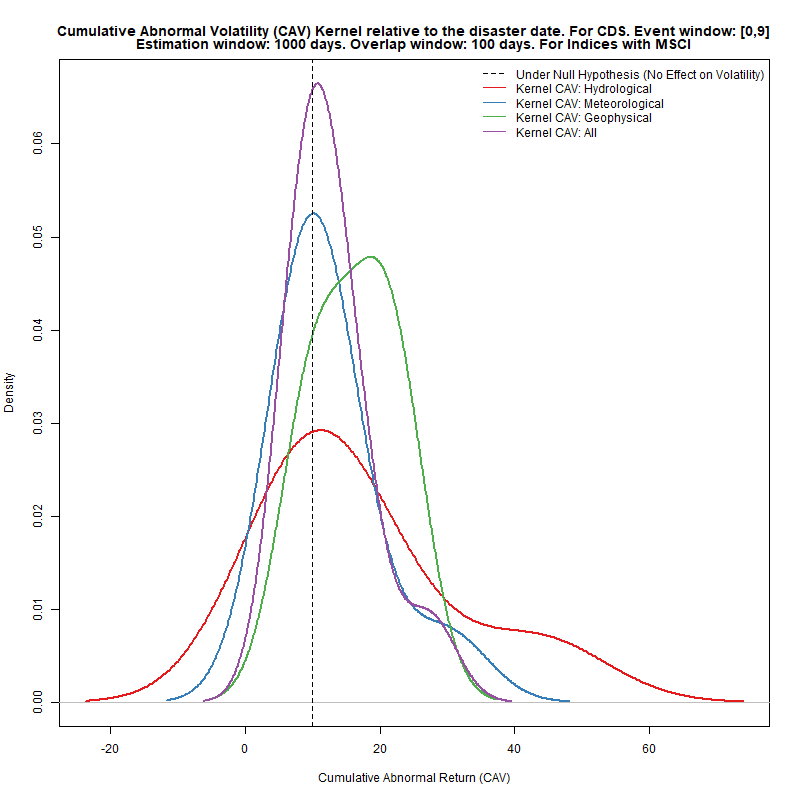 Cumulative Abnormal Volatility (CAV) Kernel relative to the disaster date. For CDS. Event window: [0,9]
Estimation window: 1000 days. Overlap window: 100 days. For Indices with MSCI
Under Null Hypothesis (No Effect on Volatility)
Kernel CAV: Hydrological
Kernel CAV: Meteorological
Kernel CAV: Geophysical
Kernel CAV: All
0.06
0.05
0.04
0.03
0.02
0.01
0.00
Density
-20 0 20 40 60
Cumulative Abnormal Return (CAV)